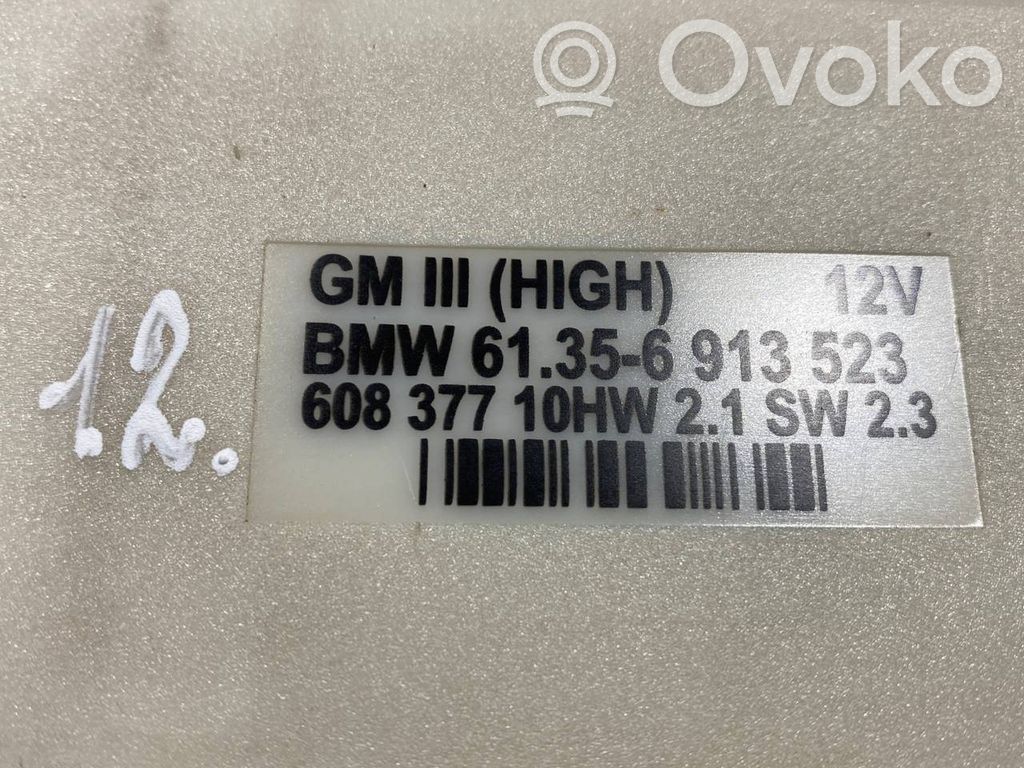 Ovoko
GM III (HIGH) 12V
BMW 61.35-6 913 523
608 377 10HW 2.1 SW 2.3
12.